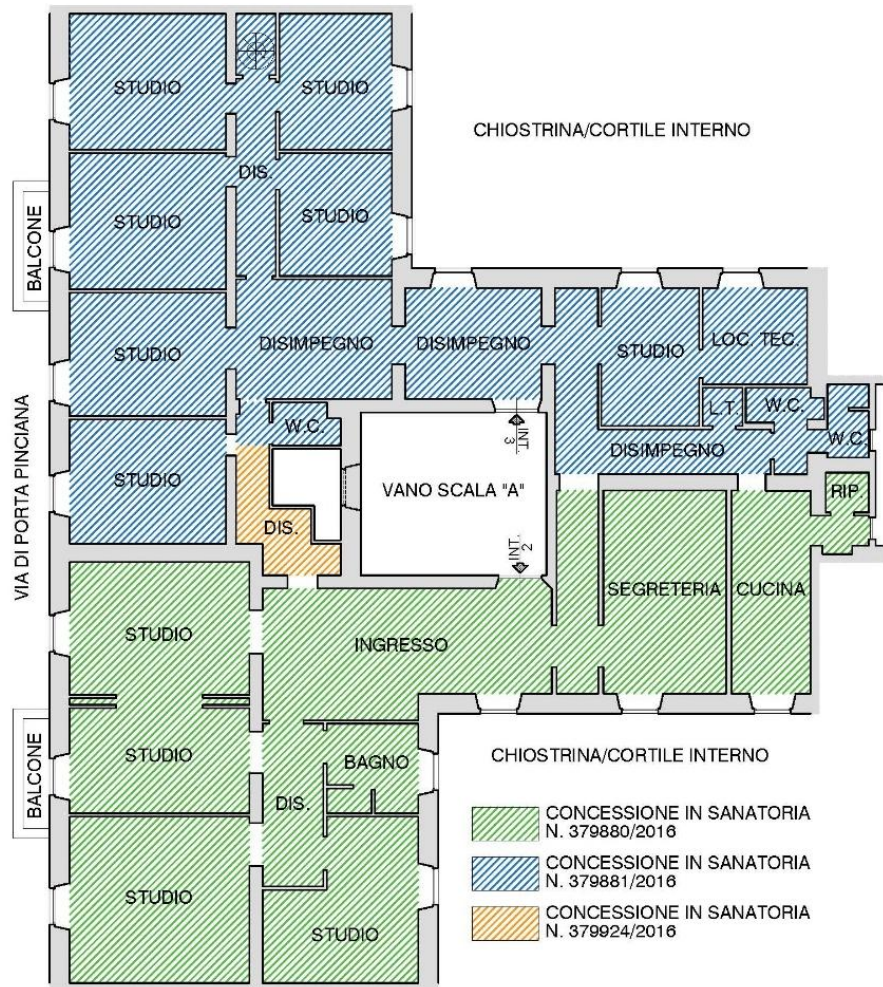 STUDIO
STUDIO
CHIOSTRINA/CORTILE INTERNO
DIS.
STUDIO
STUDIO
BALCONE
STUDIO
DISIMPEGNO
DISIMPEGNO
STUDIO
LOC. TEC.
W.C.
L.T.
W.C.
W.C.
INT.
3
DISIMPEGNO
STUDIO
VANO SCALA "A"
RIP.
VIA DI PORTA PINCIANA
DIS.
INT.
2
SEGRETERIA
CUCINA
STUDIO
INGRESSO
STUDIO
BALCONE
BAGNO
CHIOSTRINA/CORTILE INTERNO
DIS.
STUDIO
STUDIO
CONCESSIONE IN SANATORIA
N. 379880/2016
CONCESSIONE IN SANATORIA
N. 379881/2016
CONCESSIONE IN SANATORIA
N. 379924/2016